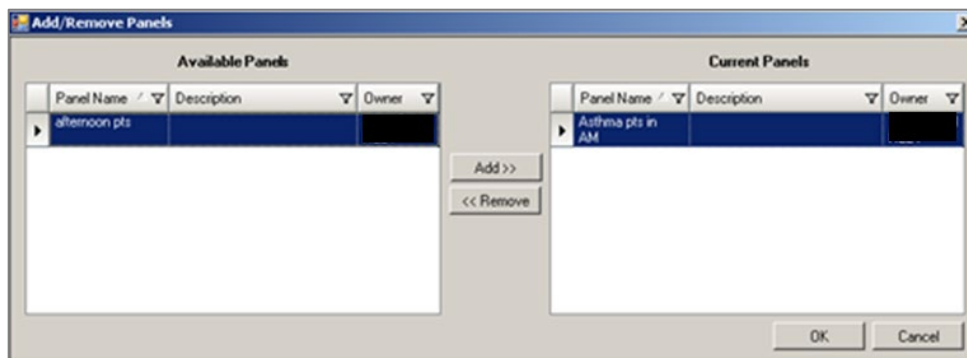 Add/Remove Panels
Available Panels
Current Panels
Panel Name Description Owner
afternoon pts
Panel Name Description Owner
Asthma pts in
AM
Add >>
<< Remove
OK Cancel